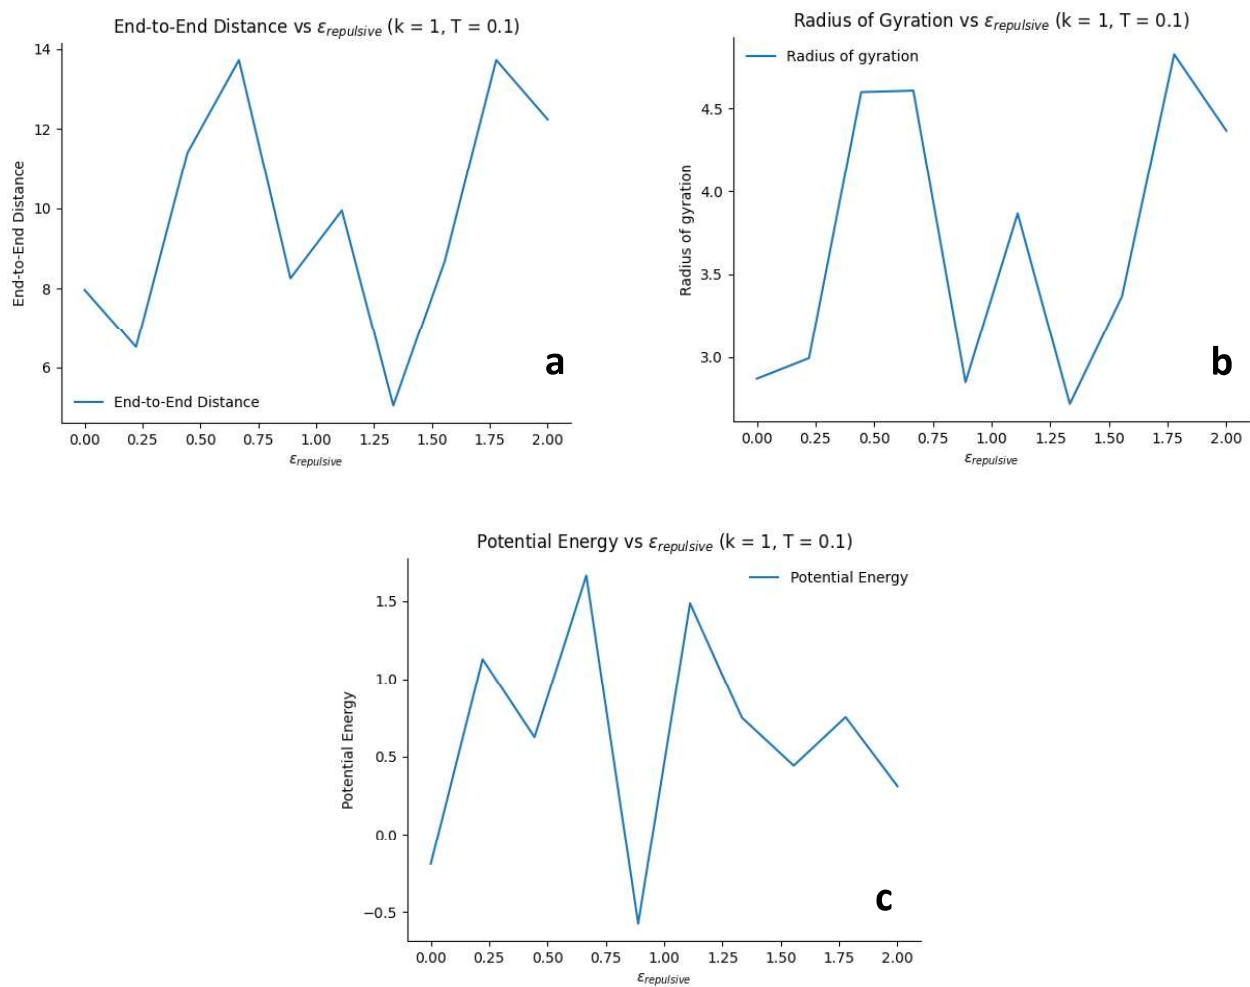 End-to-End Distance vs ε_repulsive (k = 1, T = 0.1)
14
12
10
8
6
End-to-End Distance
End-to-End Distance
a
0.00 0.25 0.50 0.75 1.00 1.25 1.50 1.75 2.00
ε_repulsive
Radius of Gyration vs ε_repulsive (k = 1, T = 0.1)
Radius of gyration
4.5
4.0
3.5
3.0
Radius of gyration
b
0.00 0.25 0.50 0.75 1.00 1.25 1.50 1.75 2.00
ε_repulsive
Potential Energy vs ε_repulsive (k = 1, T = 0.1)
Potential Energy
1.5
1.0
0.5
0.0
−0.5
Potential Energy
c
0.00 0.25 0.50 0.75 1.00 1.25 1.50 1.75 2.00
ε_repulsive